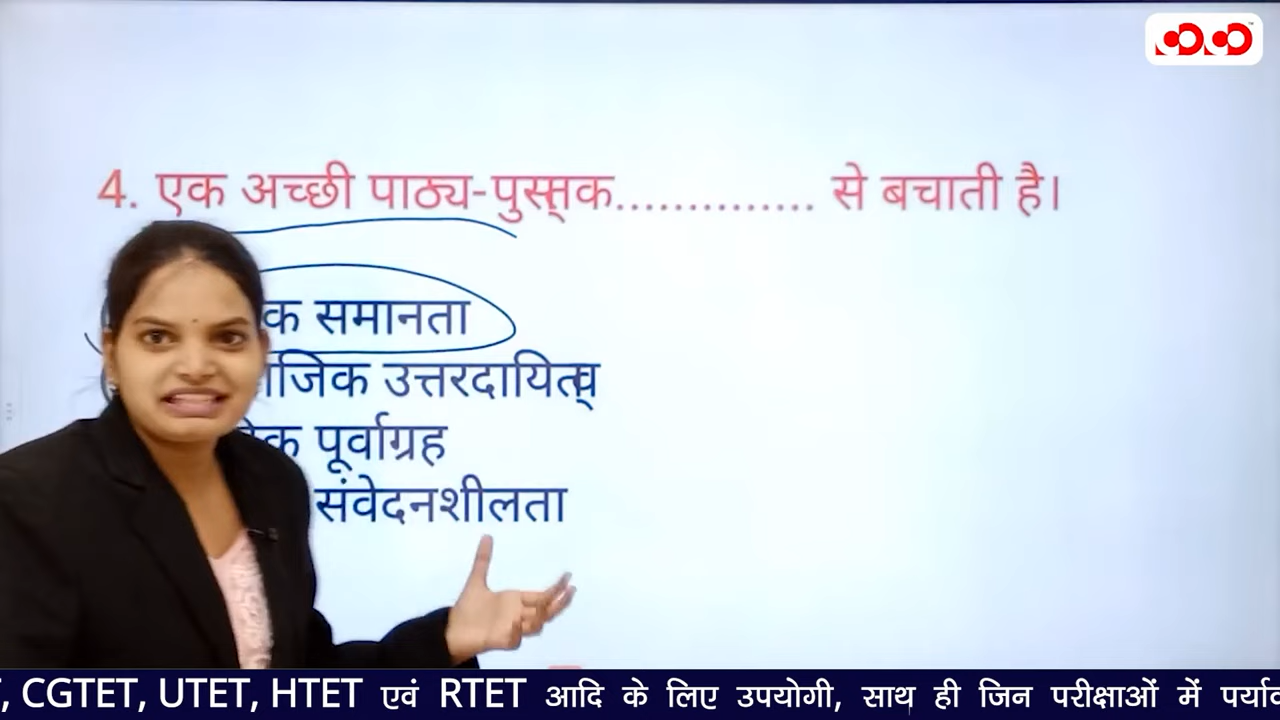 4. एक अच्छी पाठ्य-पुस्तक.............. से बचाती है।
समानता
उत्तरदायित्व
पूर्वाग्रह
संवेदनशीलता
, CGTET, UTET, HTET एवं RTET आदि के लिए उपयोगी, साथ ही जिन परीक्षाओं में